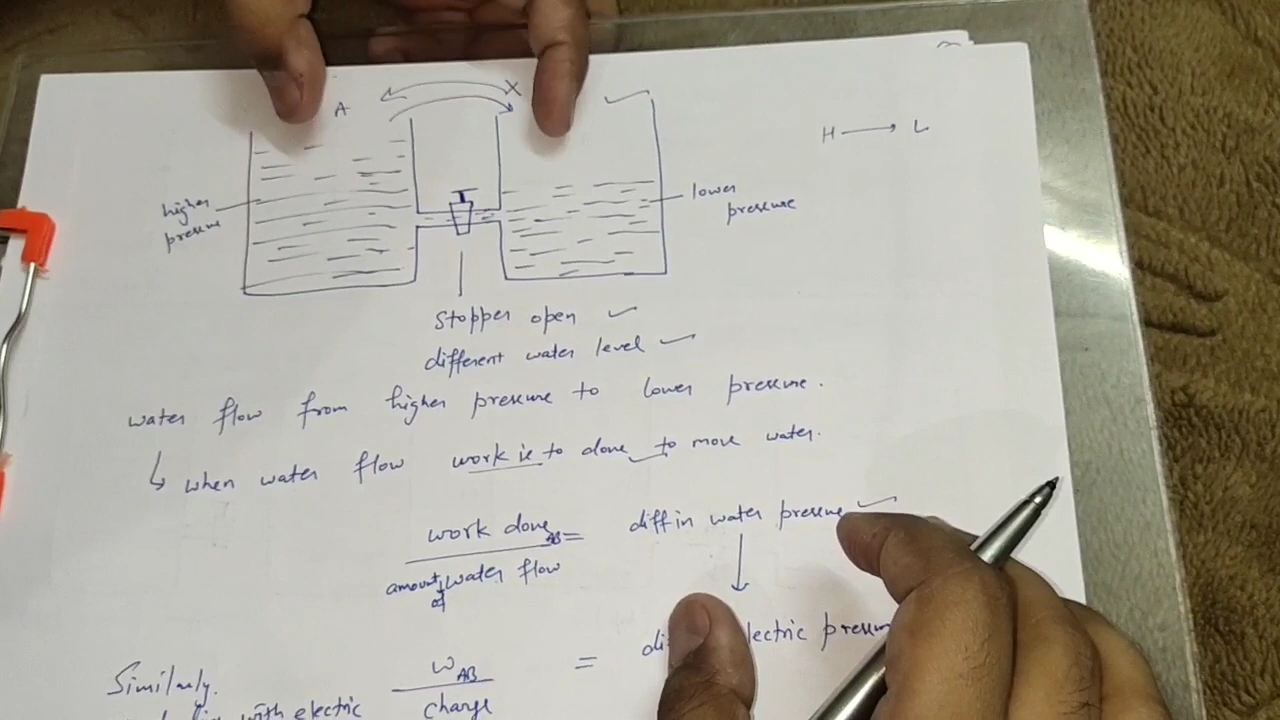 A
X
H → L
higher
pressure
lower
pressure
stopper open ✓
different water level ✓
water flow from higher pressure to lower pressure.
↳ when water flow work is to done to move water.
work done AB = diff in water pressure ✓
amount of water flow
Similarly.
W AB = electric
charge
with electric